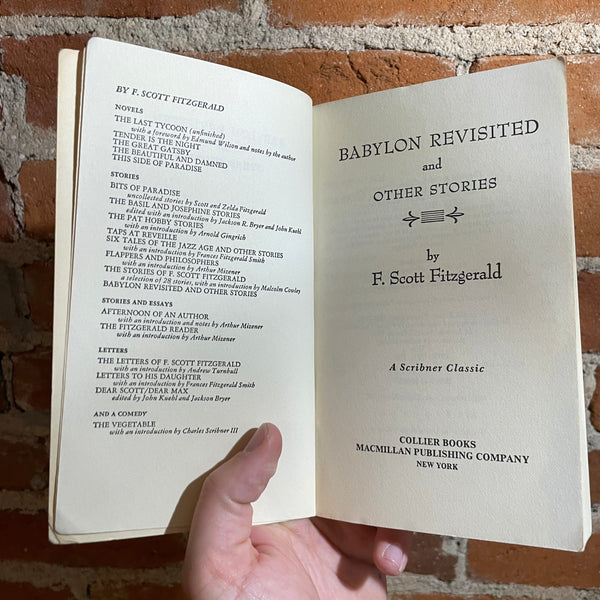 BY F. SCOTT FITZGERALD
NOVELS
THE LAST TYCOON (unfinished)
with a foreword by Edmund Wilson and notes by the author
TENDER IS THE NIGHT
THE GREAT GATSBY
THE BEAUTIFUL AND DAMNED
THIS SIDE OF PARADISE
STORIES
BITS OF PARADISE
uncollected stories by Scott and Zelda Fitzgerald
THE BASIL AND JOSEPHINE STORIES
edited with an introduction by Jackson R. Bryer and John Kuehl
THE PAT HOBBY STORIES
with an introduction by Arnold Gingrich
TAPS AT REVEILLE
SIX TALES OF THE JAZZ AGE AND OTHER STORIES
with an introduction by Frances Fitzgerald Smith
FLAPPERS AND PHILOSOPHERS
with an introduction by Arthur Mizener
THE STORIES OF F. SCOTT FITZGERALD
a selection of 28 stories, with an introduction by Malcolm Cowley
BABYLON REVISITED AND OTHER STORIES
STORIES AND ESSAYS
AFTERNOON OF AN AUTHOR
with an introduction and notes by Arthur Mizener
THE FITZGERALD READER
with an introduction by Arthur Mizener
LETTERS
THE LETTERS OF F. SCOTT FITZGERALD
with an introduction by Andrew Turnbull
LETTERS TO HIS DAUGHTER
with an introduction by Frances Fitzgerald Smith
DEAR SCOTT/DEAR MAX
edited by John Kuehl and Jackson Bryer
AND A COMEDY
THE VEGETABLE
with an introduction by Charles Scribner III
BABYLON REVISITED
and
OTHER STORIES
by
F. Scott Fitzgerald
A Scribner Classic
COLLIER BOOKS
MACMILLAN PUBLISHING COMPANY
NEW YORK